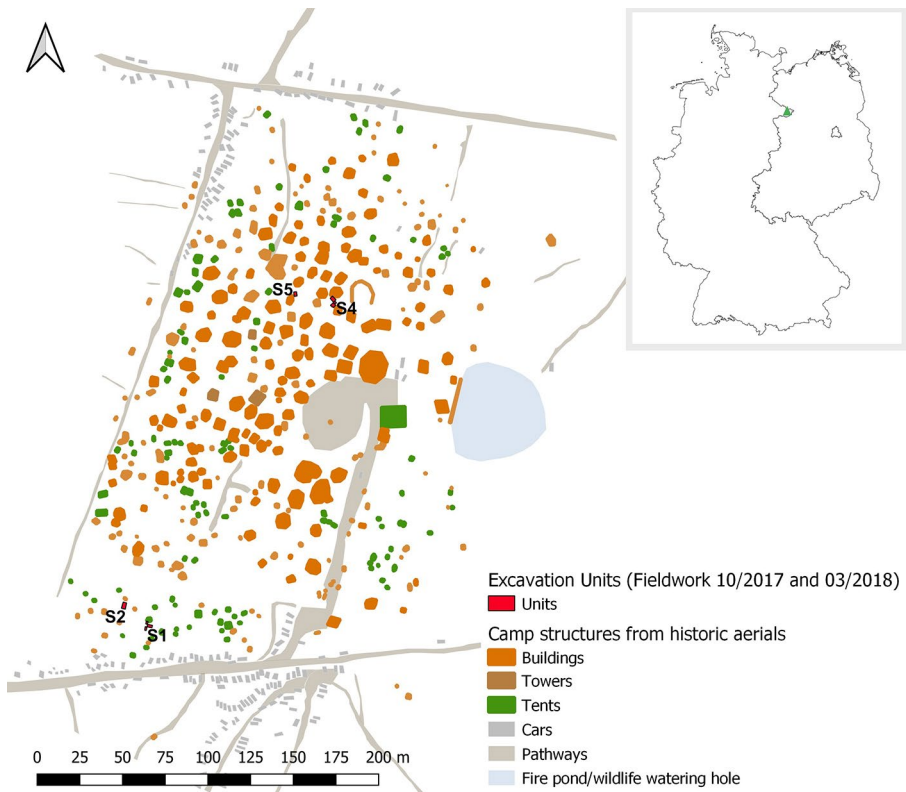 S5
S4
S2
S1
Excavation Units (Fieldwork 10/2017 and 03/2018)
Units
Camp structures from historic aerials
Buildings
Towers
Tents
Cars
Pathways
Fire pond/wildlife watering hole
0 25 50 75 100 125 150 175 200 m